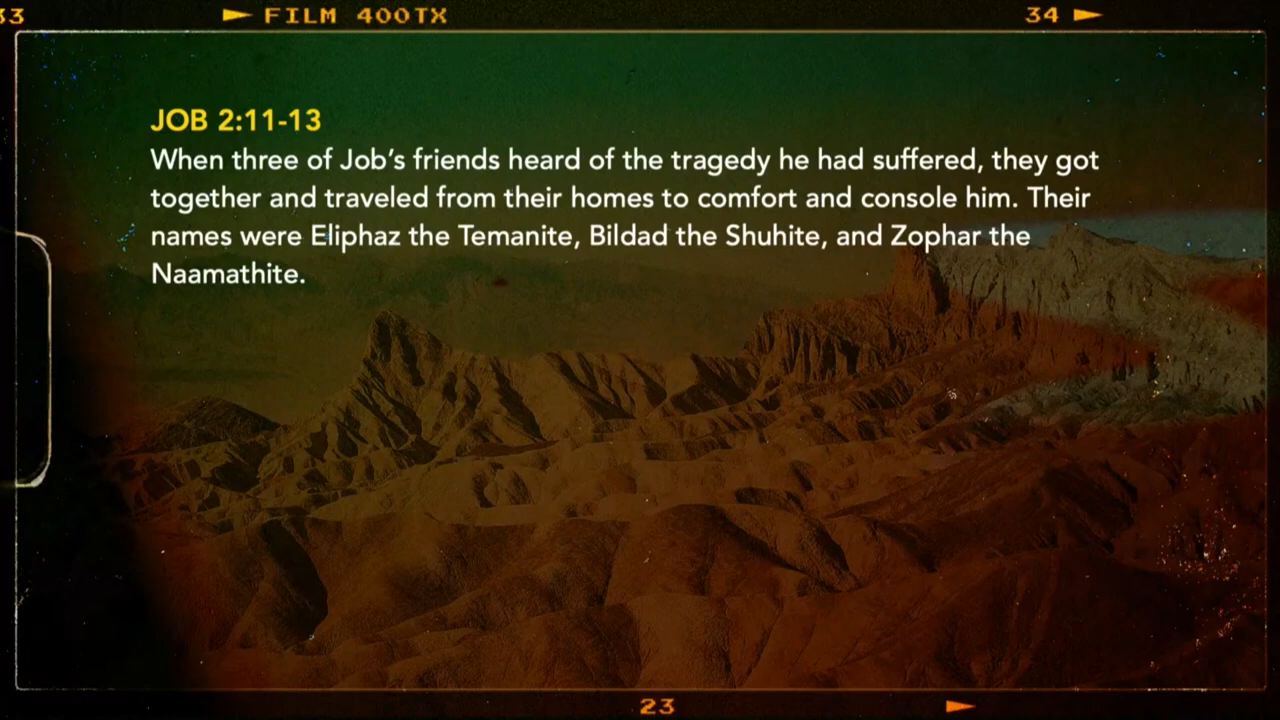 33 ► FILM 400TX 34 ►
JOB 2:11-13
When three of Job’s friends heard of the tragedy he had suffered, they got
together and traveled from their homes to comfort and console him. Their
names were Eliphaz the Temanite, Bildad the Shuhite, and Zophar the
Naamathite.
23 ►